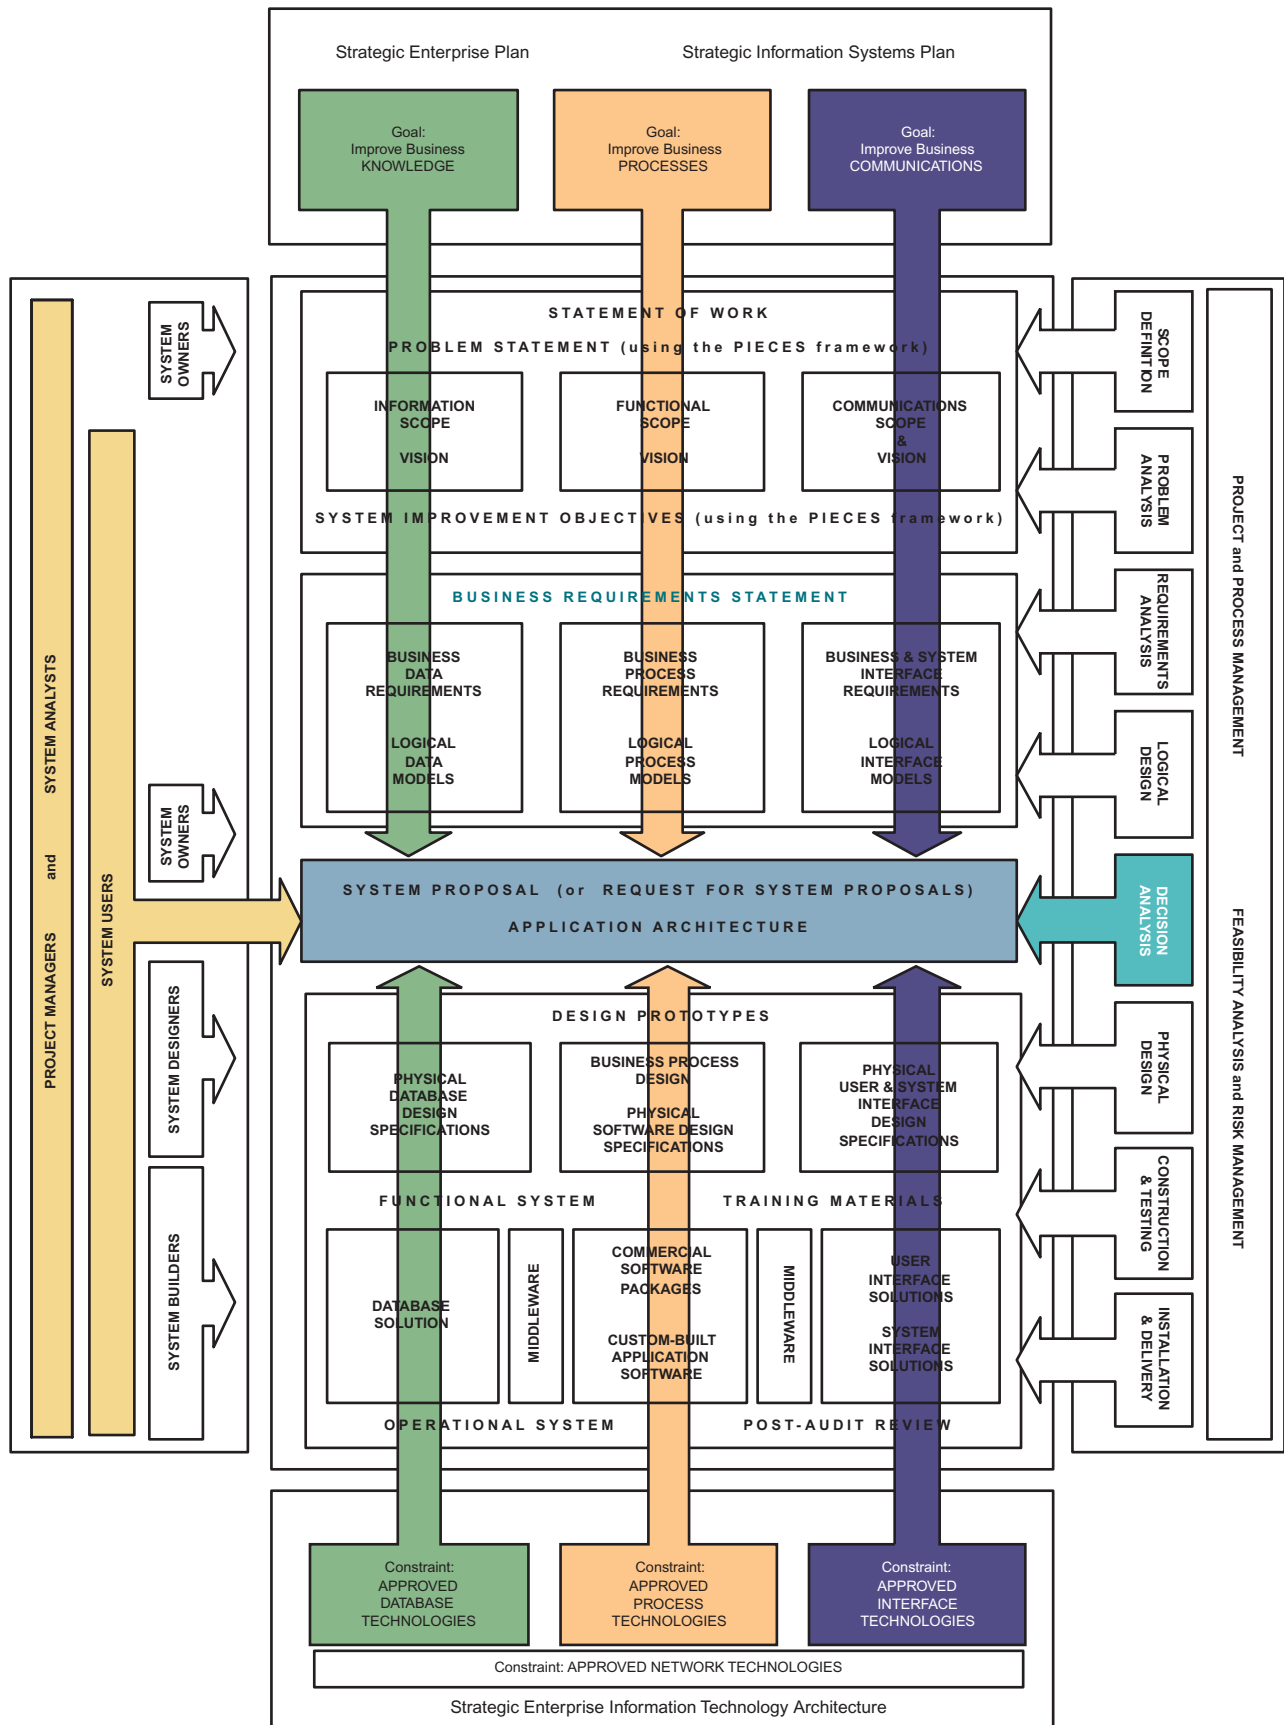 Strategic Enterprise Plan
Strategic Information Systems Plan
Goal:
Improve Business
KNOWLEDGE
Goal:
Improve Business
PROCESSES
Goal:
Improve Business
COMMUNICATIONS
SYSTEM ANALYSTS
and
PROJECT MANAGERS
SYSTEM USERS
SYSTEM
OWNERS
SYSTEM
OWNERS
SYSTEM DESIGNERS
SYSTEM BUILDERS
STATEMENT OF WORK
PROBLEM STATEMENT (using the PIECES framework)
INFORMATION
SCOPE
VISION
FUNCTIONAL
SCOPE
VISION
COMMUNICATIONS
SCOPE
&
VISION
SYSTEM IMPROVEMENT OBJECTIVES (using the PIECES framework)
BUSINESS REQUIREMENTS STATEMENT
BUSINESS
DATA
REQUIREMENTS
LOGICAL
DATA
MODELS
BUSINESS
PROCESS
REQUIREMENTS
LOGICAL
PROCESS
MODELS
BUSINESS & SYSTEM
INTERFACE
REQUIREMENTS
LOGICAL
INTERFACE
MODELS
SYSTEM PROPOSAL (or REQUEST FOR SYSTEM PROPOSALS)
APPLICATION ARCHITECTURE
DESIGN PROTOTYPES
PHYSICAL
DATABASE
DESIGN
SPECIFICATIONS
BUSINESS PROCESS
DESIGN
PHYSICAL
SOFTWARE DESIGN
SPECIFICATIONS
PHYSICAL
USER & SYSTEM
INTERFACE
DESIGN
SPECIFICATIONS
FUNCTIONAL SYSTEM
TRAINING MATERIALS
DATABASE
SOLUTION
MIDDLEWARE
COMMERCIAL
SOFTWARE
PACKAGES
CUSTOM-BUILT
APPLICATION
SOFTWARE
MIDDLEWARE
USER
INTERFACE
SOLUTIONS
SYSTEM
INTERFACE
SOLUTIONS
OPERATIONAL SYSTEM
POST-AUDIT REVIEW
SCOPE
DEFINITION
PROBLEM
ANALYSIS
REQUIREMENTS
ANALYSIS
LOGICAL
DESIGN
DECISION
ANALYSIS
PHYSICAL
DESIGN
CONSTRUCTION
& TESTING
INSTALLATION
& DELIVERY
PROJECT and PROCESS MANAGEMENT
FEASIBILITY ANALYSIS and RISK MANAGEMENT
Constraint:
APPROVED
DATABASE
TECHNOLOGIES
Constraint:
APPROVED
PROCESS
TECHNOLOGIES
Constraint:
APPROVED
INTERFACE
TECHNOLOGIES
Constraint: APPROVED NETWORK TECHNOLOGIES
Strategic Enterprise Information Technology Architecture